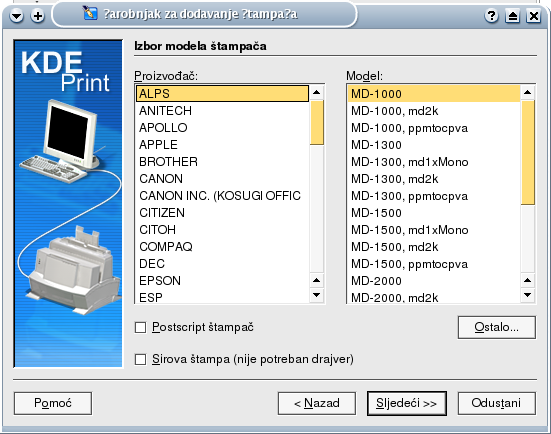 ?arobnjak za dodavanje ?tampa?a
KDE
Print
Izbor modela štampača
Proizvođač:
ALPS
ANITECH
APOLLO
APPLE
BROTHER
CANON
CANON INC. (KOSUGI OFFIC
CITIZEN
CITOH
COMPAQ
DEC
EPSON
ESP
Model:
MD-1000
MD-1000, md2k
MD-1000, ppmtocpva
MD-1300
MD-1300, md1xMono
MD-1300, md2k
MD-1300, ppmtocpva
MD-1500
MD-1500, md1xMono
MD-1500, md2k
MD-1500, ppmtocpva
MD-2000
MD-2000, md2k
Postscript štampač
Ostalo...
Sirova štampa (nije potreban drajver)
Pomoć
< Nazad
Sljedeći >>
Odustani